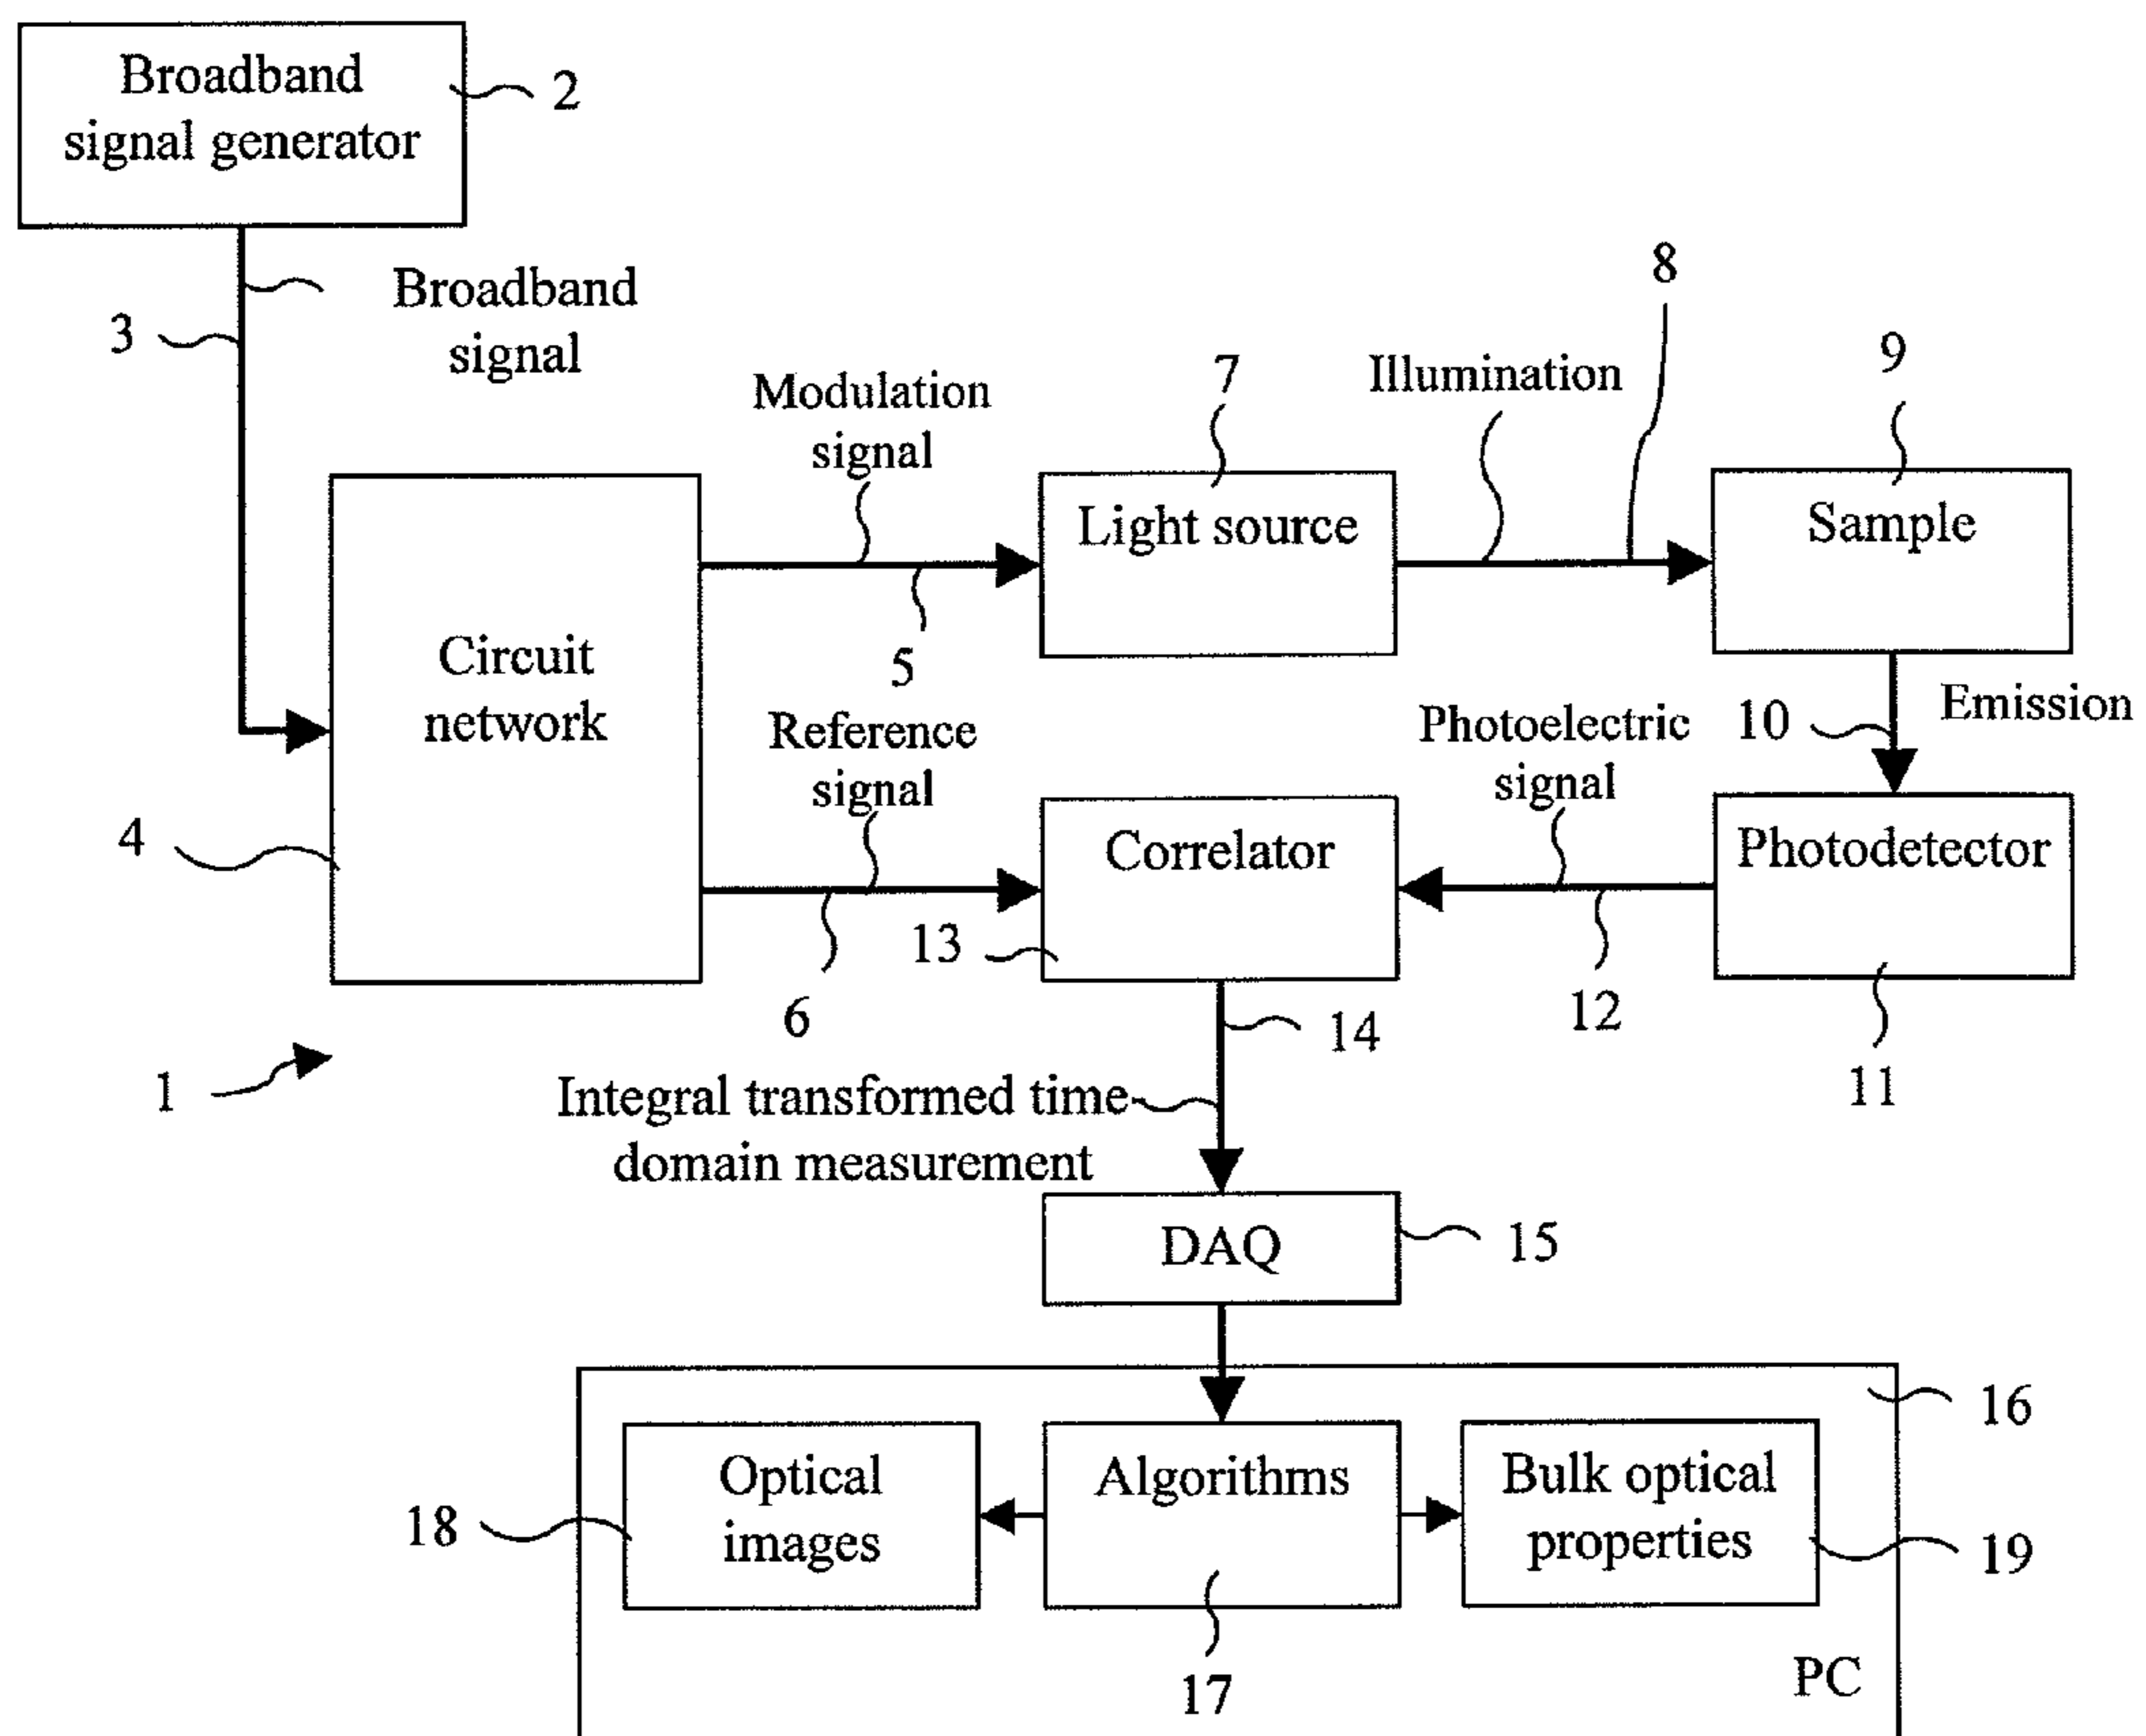 Broadband
signal generator
2
Broadband
signal
3
8
Modulation
signal
7
Illumination
9
Light source
Sample
Circuit
network
5
Reference
signal
Photoelectric
signal
10
Emission
4
Correlator
Photodetector
13
6
12
14
11
1
Integral transformed time
domain measurement
DAQ
15
16
Optical
images
Algorithms
Bulk optical
properties
18
19
17
PC